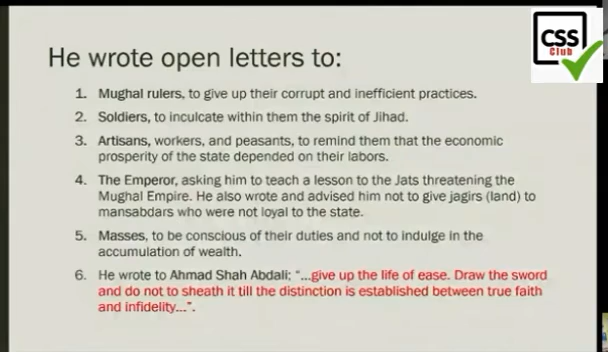 CSS
Club
He wrote open letters to:
1. Mughal rulers, to give up their corrupt and inefficient practices.
2. Soldiers, to inculcate within them the spirit of Jihad.
3. Artisans, workers, and peasants, to remind them that the economic
prosperity of the state depended on their labors.
4. The Emperor, asking him to teach a lesson to the Jats threatening the
Mughal Empire. He also wrote and advised him not to give jagirs (land) to
mansabdars who were not loyal to the state.
5. Masses, to be conscious of their duties and not to indulge in the
accumulation of wealth.
6. He wrote to Ahmad Shah Abdali: “...give up the life of ease. Draw the sword
and do not to sheath it till the distinction is established between true faith
and infidelity...”.